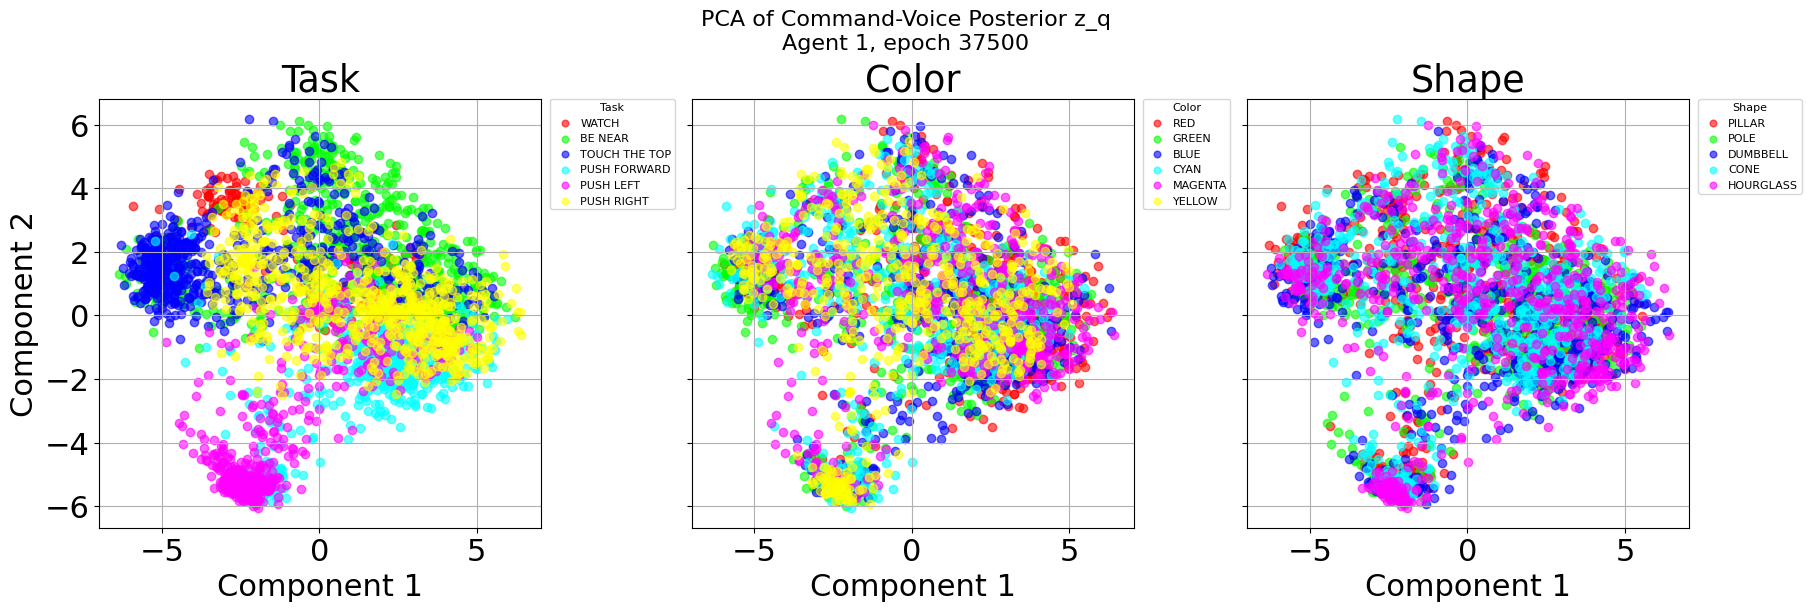 PCA of Command-Voice Posterior z_q
Agent 1, epoch 37500
Task
Color
Shape
Task
WATCH
BE NEAR
TOUCH THE TOP
PUSH FORWARD
PUSH LEFT
PUSH RIGHT
Color
RED
GREEN
BLUE
CYAN
MAGENTA
YELLOW
Shape
PILLAR
POLE
DUMBBELL
CONE
HOURGLASS
Component 2
6
4
2
0
−2
−4
−6
−5 0 5
−5 0 5
−5 0 5
Component 1
Component 1
Component 1